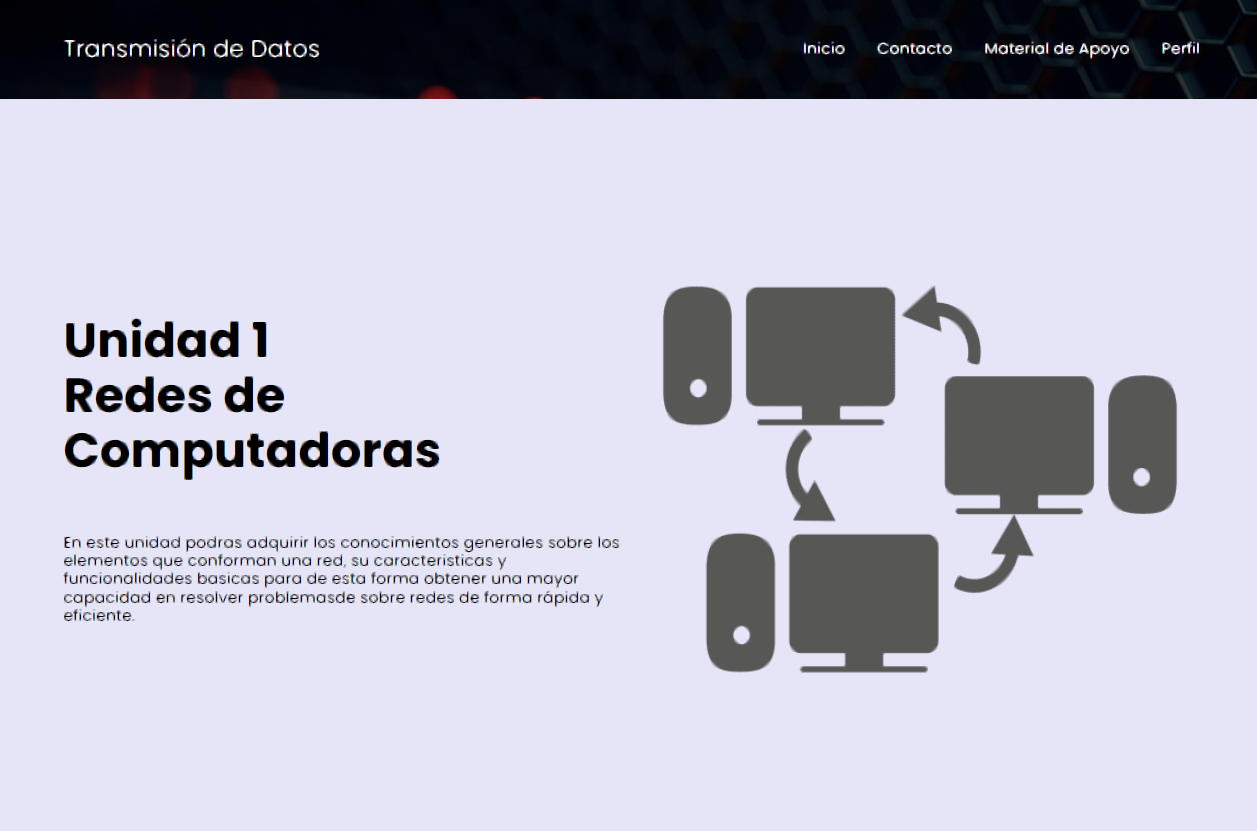 Transmisión de Datos
Inicio Contacto Material de Apoyo Perfil
Unidad 1
Redes de
Computadoras
En este unidad podras adquirir los conocimientos generales sobre los
elementos que conforman una red, su caracteristicas y
funcionalidades basicas para de esta forma obtener una mayor
capacidad en resolver problemasde sobre redes de forma rápida y
eficiente.